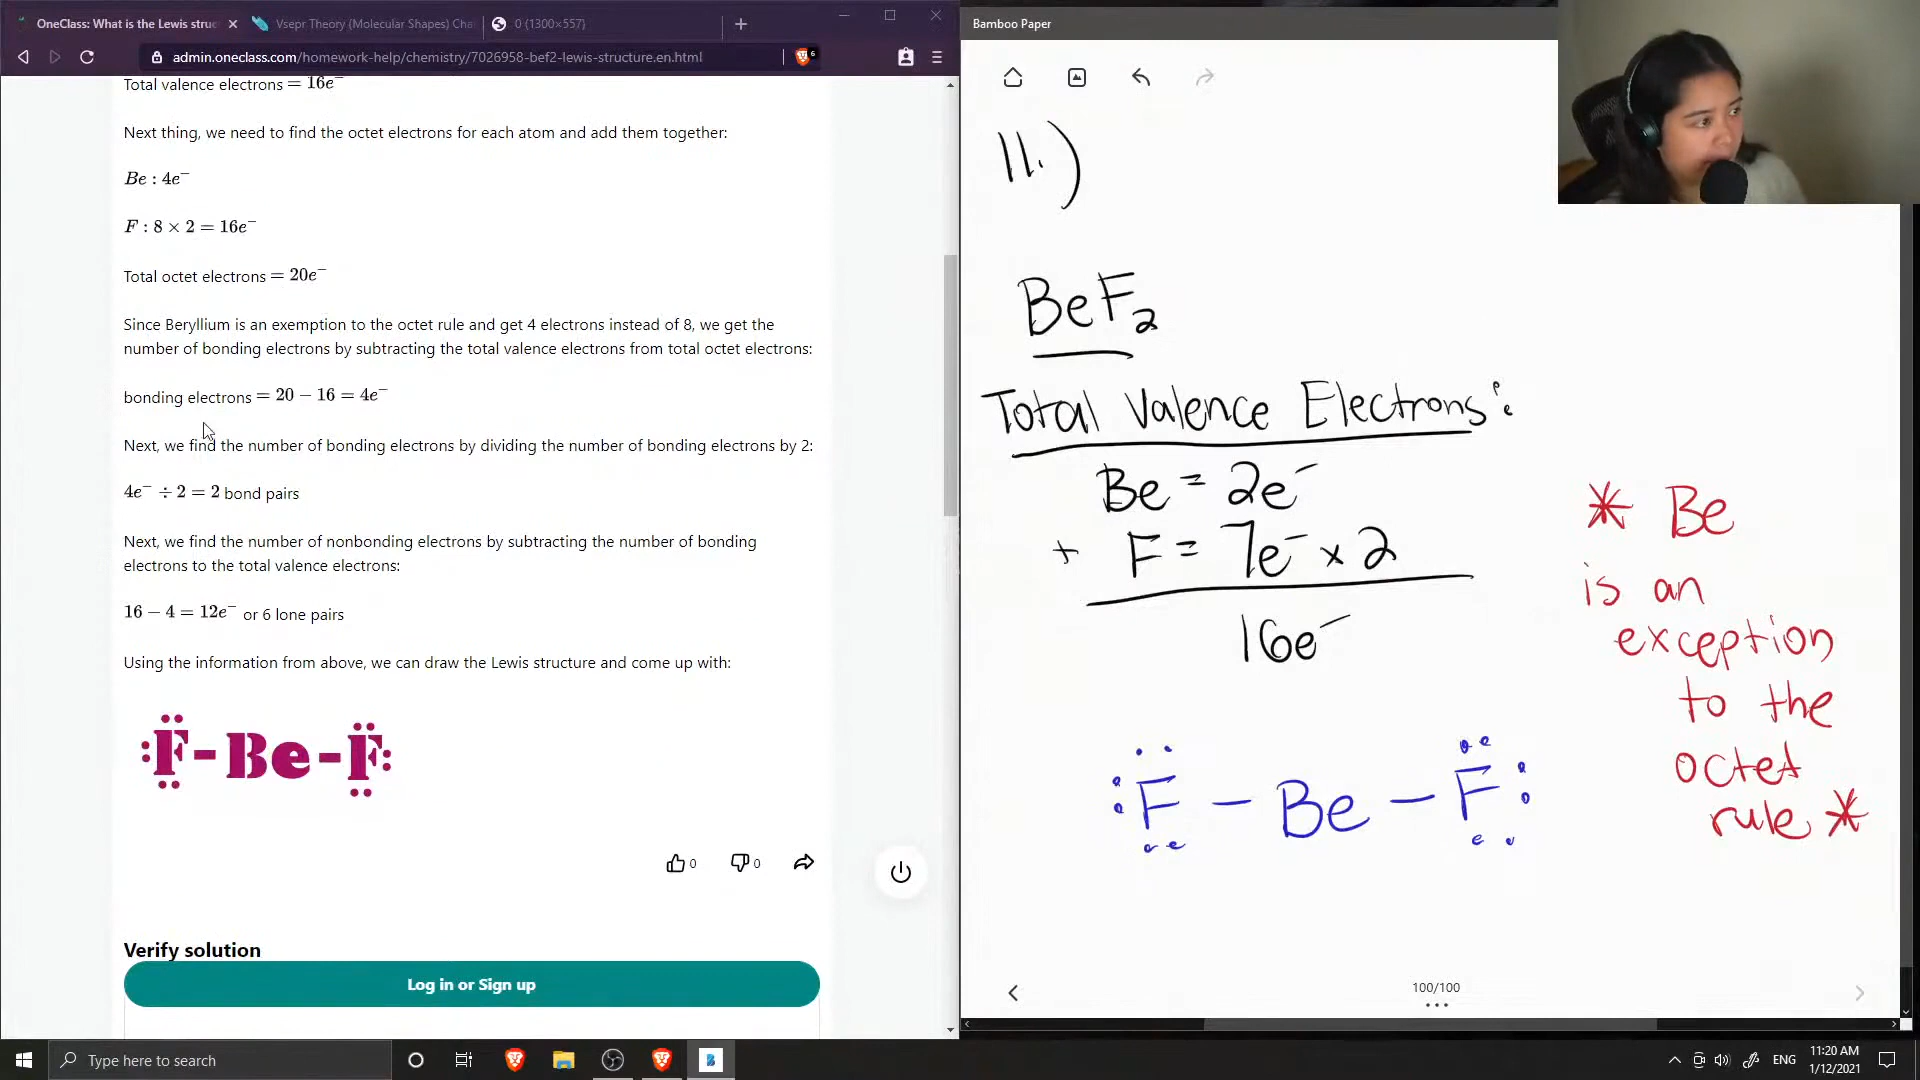 OneClass: What is the Lewis struc
Vsepr Theory (Molecular Shapes) Cha
0 (1300×557)
admin.oneclass.com/homework-help/chemistry/7026958-bef2-lewis-structure.en.html
6
Total valence electrons = 16e⁻
Next thing, we need to find the octet electrons for each atom and add them together:
Be : 4e⁻
F : 8 × 2 = 16e⁻
Total octet electrons = 20e⁻
Since Beryllium is an exemption to the octet rule and get 4 electrons instead of 8, we get the
number of bonding electrons by subtracting the total valence electrons from total octet electrons:
bonding electrons = 20 − 16 = 4e⁻
Next, we find the number of bonding electrons by dividing the number of bonding electrons by 2:
4e⁻ ÷ 2 = 2 bond pairs
Next, we find the number of nonbonding electrons by subtracting the number of bonding
electrons to the total valence electrons:
16 − 4 = 12e⁻ or 6 lone pairs
Using the information from above, we can draw the Lewis structure and come up with:
F-Be-F
0
0
Verify solution
Log in or Sign up
Bamboo Paper
11.)
BeF₂
Total Valence Electrons:
Be = 2e⁻
+ F = 7e⁻ × 2
16e⁻
F — Be — F
* Be
is an
exception
to the
octet
rule *
100/100
Type here to search
ENG
11:20 AM
1/12/2021